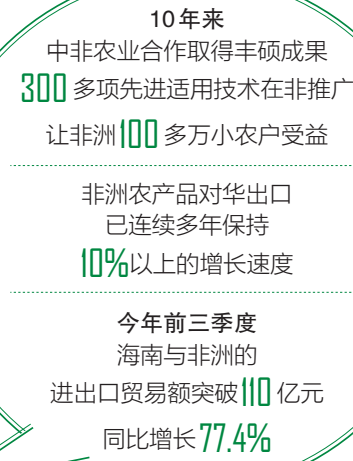 10年来
中非农业合作取得丰硕成果
300多项先进适用技术在非推广
让非洲100多万小农户受益
非洲农产品对华出口
已连续多年保持
10%以上的增长速度
今年前三季度
海南与非洲的
进出口贸易额突破110亿元
同比增长77.4%